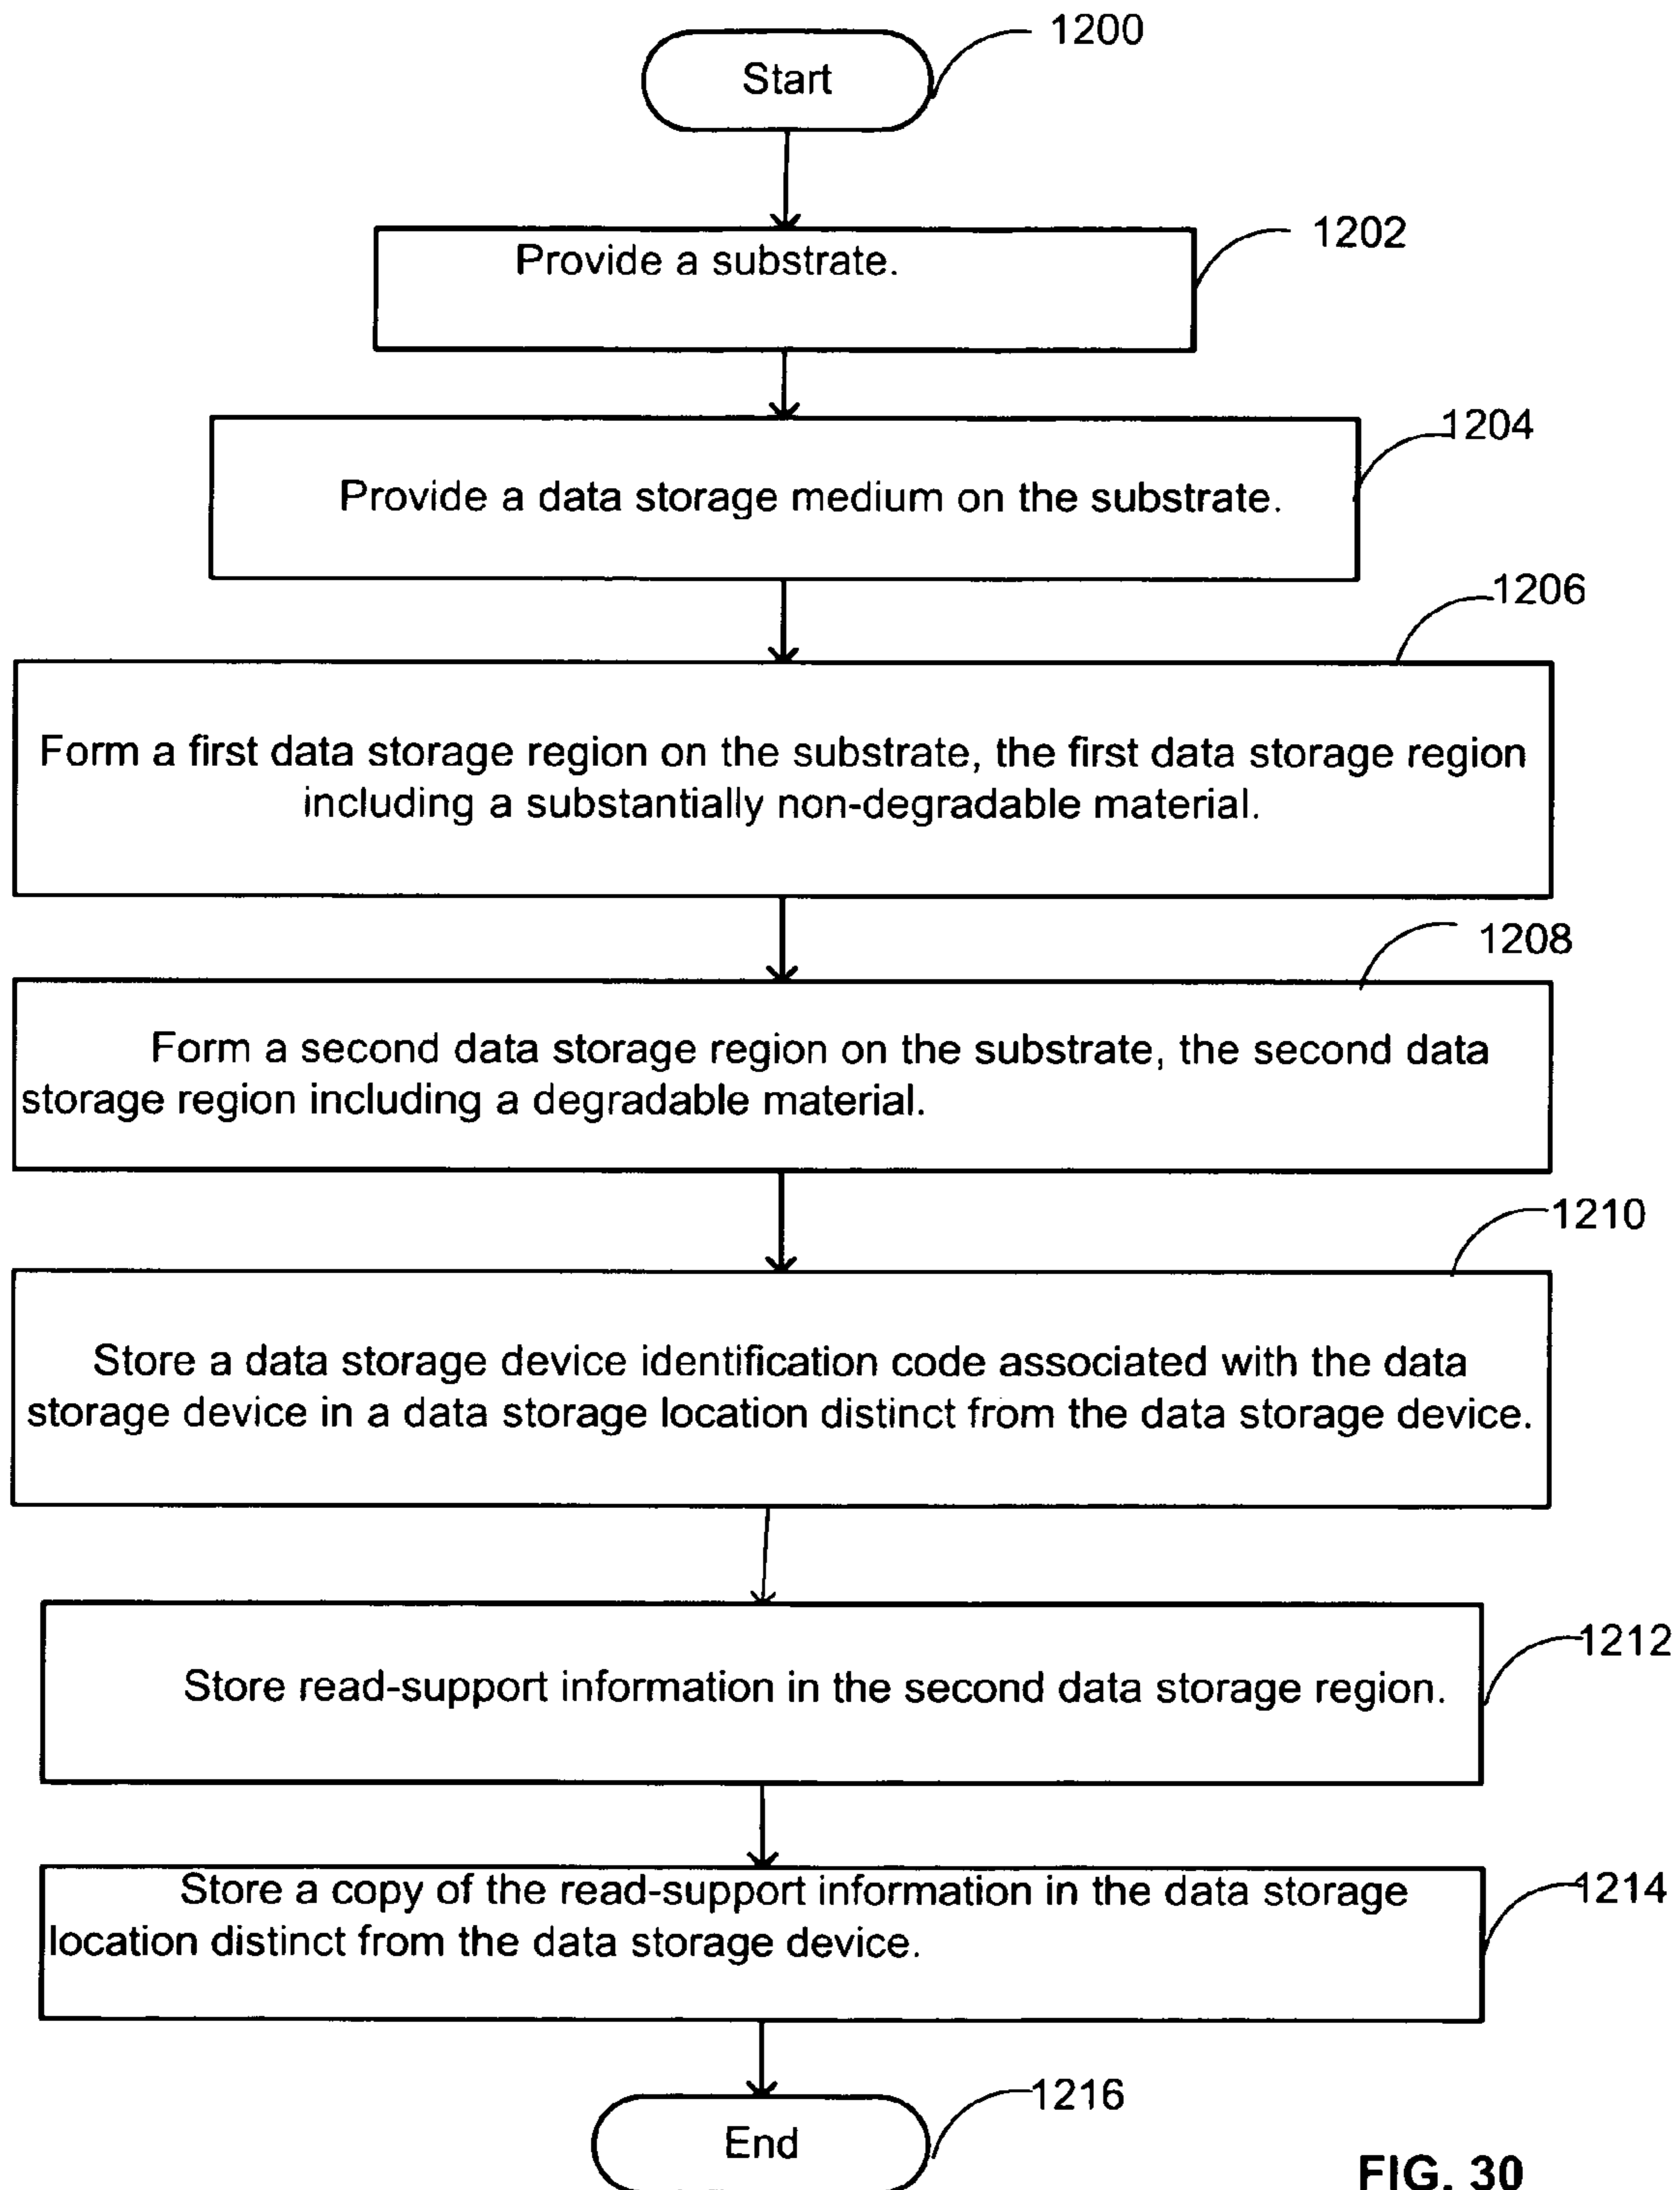 1200
Start
1202
Provide a substrate.
1204
Provide a data storage medium on the substrate.
1206
Form a first data storage region on the substrate, the first data storage region
including a substantially non-degradable material.
1208
Form a second data storage region on the substrate, the second data
storage region including a degradable material.
1210
Store a data storage device identification code associated with the data
storage device in a data storage location distinct from the data storage device.
1212
Store read-support information in the second data storage region.
1214
Store a copy of the read-support information in the data storage
location distinct from the data storage device.
1216
End
FIG. 30